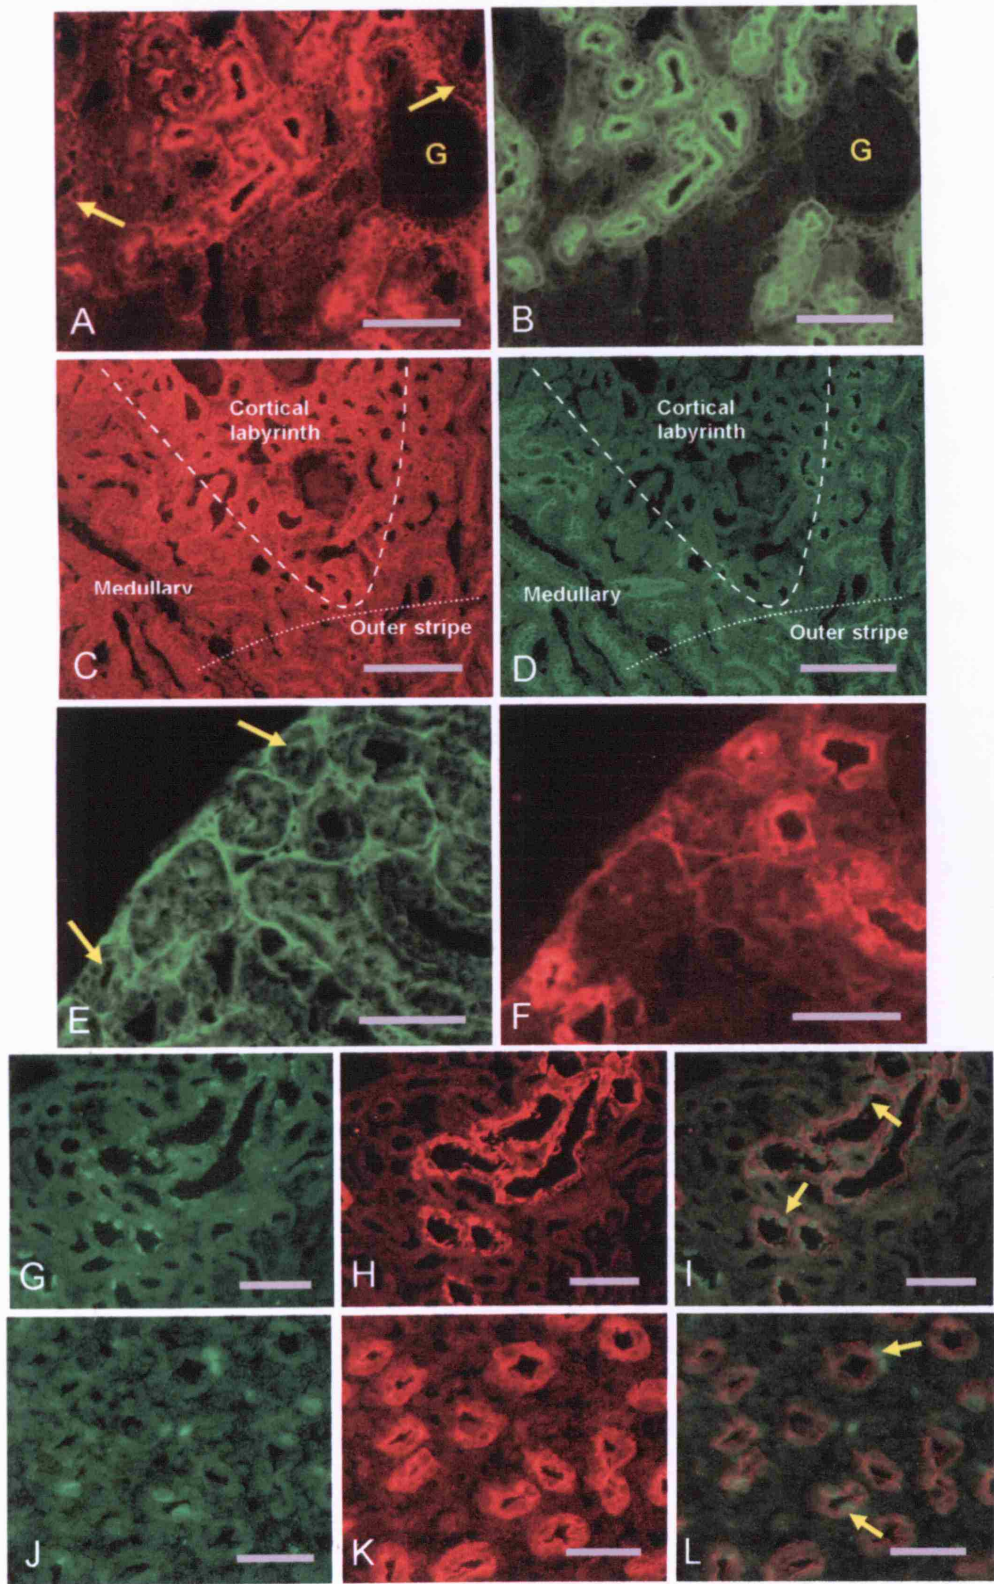 G
A
G
B
Cortical
labyrinth
Medullary
Outer stripe
C
Cortical
labyrinth
Medullary
Outer stripe
D
E
F
G
H
I
J
K
L